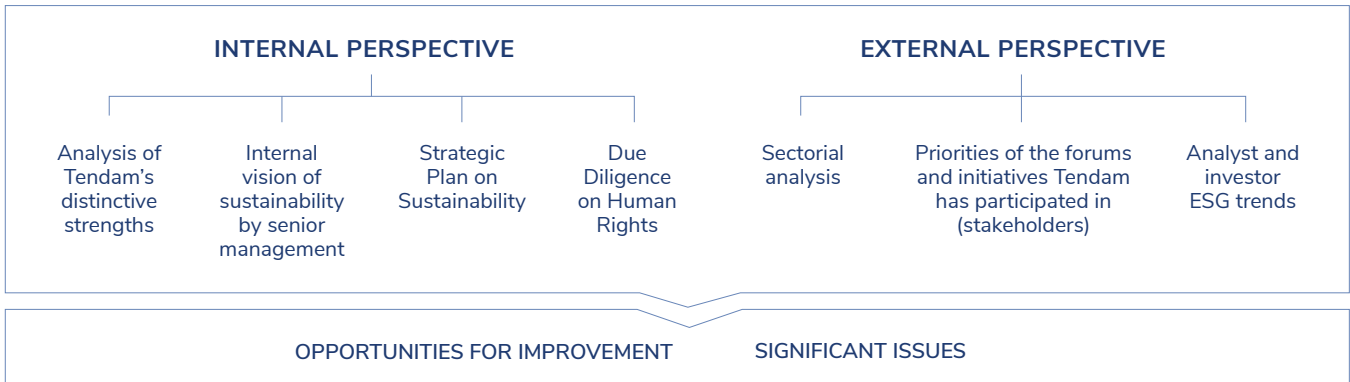 INTERNAL PERSPECTIVE
Analysis of
Tendam’s
distinctive
strengths
Internal
vision of
sustainability
by senior
management
Strategic
Plan on
Sustainability
Due
Diligence
on Human
Rights
EXTERNAL PERSPECTIVE
Sectorial
analysis
Priorities of the forums
and initiatives Tendam
has participated in
(stakeholders)
Analyst and
investor
ESG trends
OPPORTUNITIES FOR IMPROVEMENT
SIGNIFICANT ISSUES